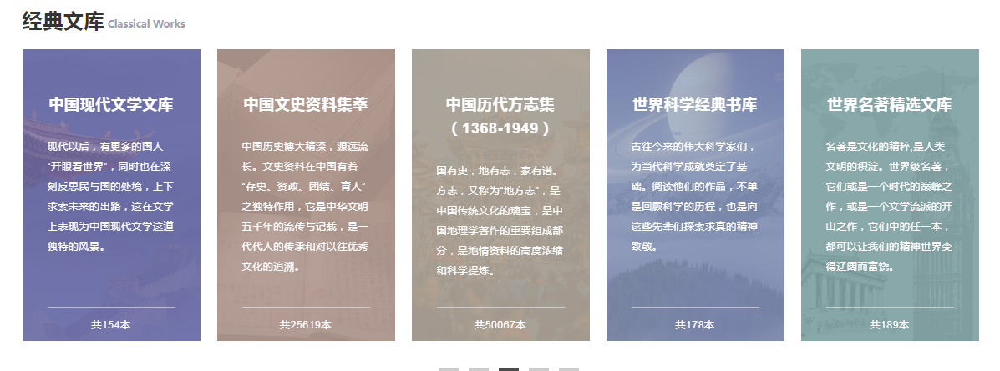 经典文库 Classical Works
中国现代文学文库
现代以后，有更多的国人
“开眼看世界”，同时也在深
刻反思民与国的处境，上下
求索未来的出路，这在文学
上表现为中国现代文学这道
独特的风景。
共154本
中国文史资料集萃
中国历史博大精深，源远流
长。文史资料在中国有着
“存史、资政、团结、育人”
之独特作用，它是中华文明
五千年的流传与记载，是一
代代人的传承和对以往优秀
文化的追溯。
共25619本
中国历代方志集
（1368-1949）
国有史，地有志，家有谱。
方志，又称为“地方志”，是
中国传统文化的瑰宝，是中
国地理学著作的重要组成部
分，是地情资料的高度浓缩
和科学提炼。
共50067本
世界科学经典书库
古往今来的伟大科学家们，
为当代科学成就奠定了基
础。阅读他们的作品，不单
是回顾科学的历程，也是向
这些先辈们探索求真的精神
致敬。
共178本
世界名著精选文库
名著是文化的精粹,是人类
文明的积淀。世界级名著，
它们或是一个时代的巅峰之
作，或是一个文学流派的开
山之作，它们中的任一本，
都可以让我们的精神世界变
得辽阔而富饶。
共189本